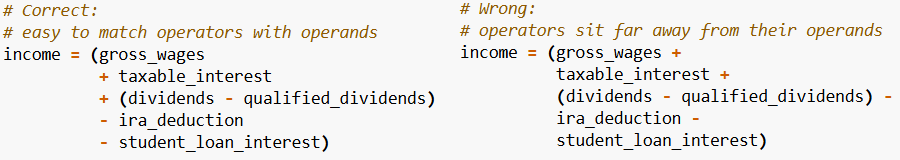 # Correct:
# easy to match operators with operands
income = (gross_wages
          + taxable_interest
          + (dividends - qualified_dividends)
          - ira_deduction
          - student_loan_interest)
# Wrong:
# operators sit far away from their operands
income = (gross_wages +
          taxable_interest +
          (dividends - qualified_dividends) -
          ira_deduction -
          student_loan_interest)